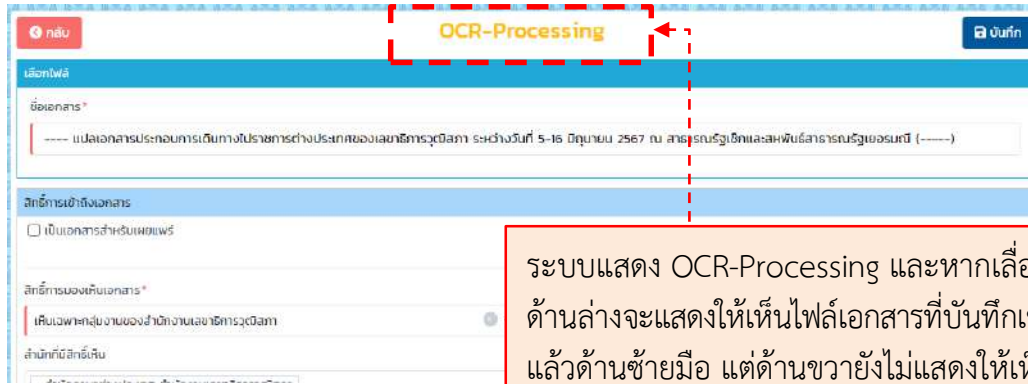 กลับ
OCR-Processing
บันทึก
เลือกไฟล์
ชื่อเอกสาร*
---- แปลเอกสารประกอบการเดินทางไปราชการต่างประเทศของเลขาธิการวุฒิสภา ระหว่างวันที่ 5-16 มิถุนายน 2567 ณ สาธารณรัฐเช็กและสหพันธ์สาธารณรัฐเยอรมนี (-----)
สิทธิ์การเข้าถึงเอกสาร
เป็นเอกสารสำหรับเผยแพร่
สิทธิ์การมองเห็นเอกสาร*
เห็นเฉพาะกลุ่มงานของสำนักงานเลขาธิการวุฒิสภา
สำนักที่มีสิทธิ์เห็น
ระบบแสดง OCR-Processing และหากเลื่อ
ด้านล่างจะแสดงให้เห็นไฟล์เอกสารที่บันทึกเ
แล้วด้านซ้ายมือ แต่ด้านขวายังไม่แสดงให้เ